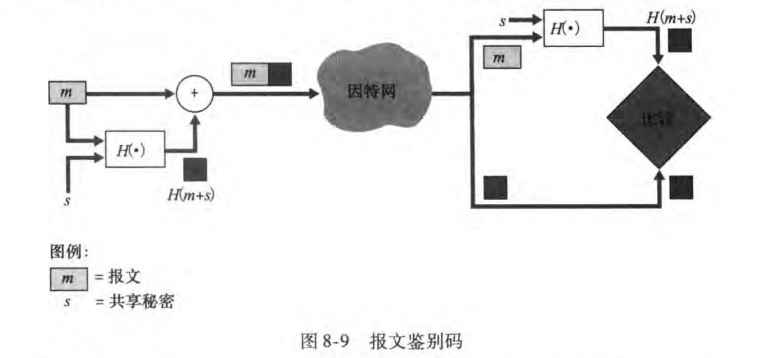 s
H(·)
H(m+s)
m
m
m
+
因特网
比较
H(·)
s
H(m+s)
图例：
m = 报文
s = 共享秘密
图 8-9 报文鉴别码